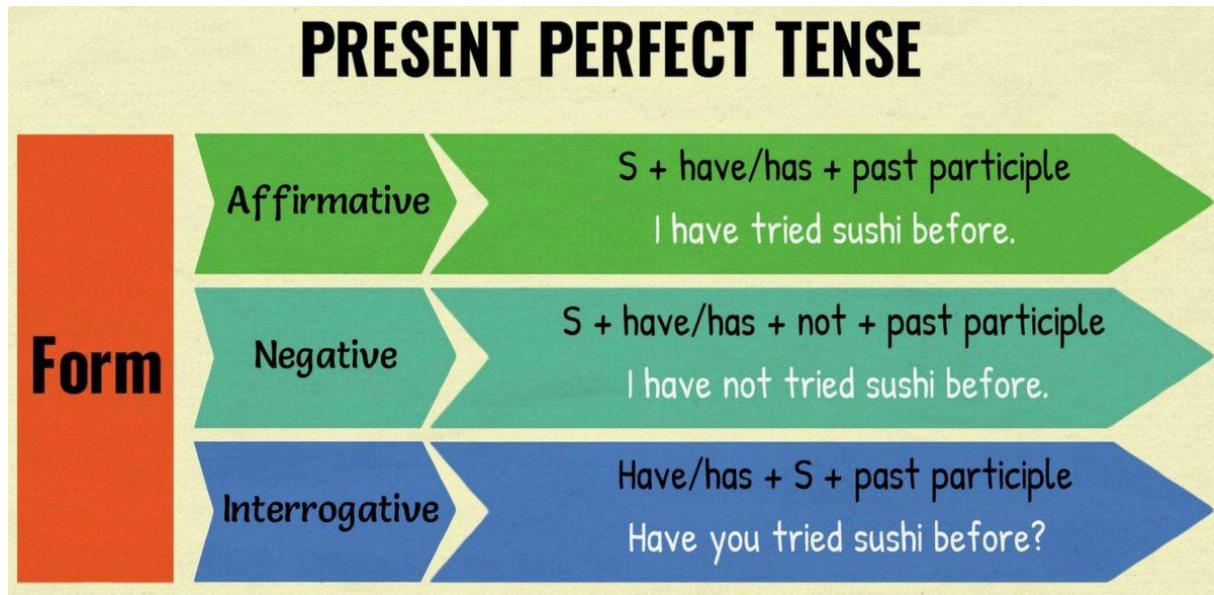 PRESENT PERFECT TENSE
Form
Affirmative
S + have/has + past participle
I have tried sushi before.
Negative
S + have/has + not + past participle
I have not tried sushi before.
Interrogative
Have/has + S + past participle
Have you tried sushi before?